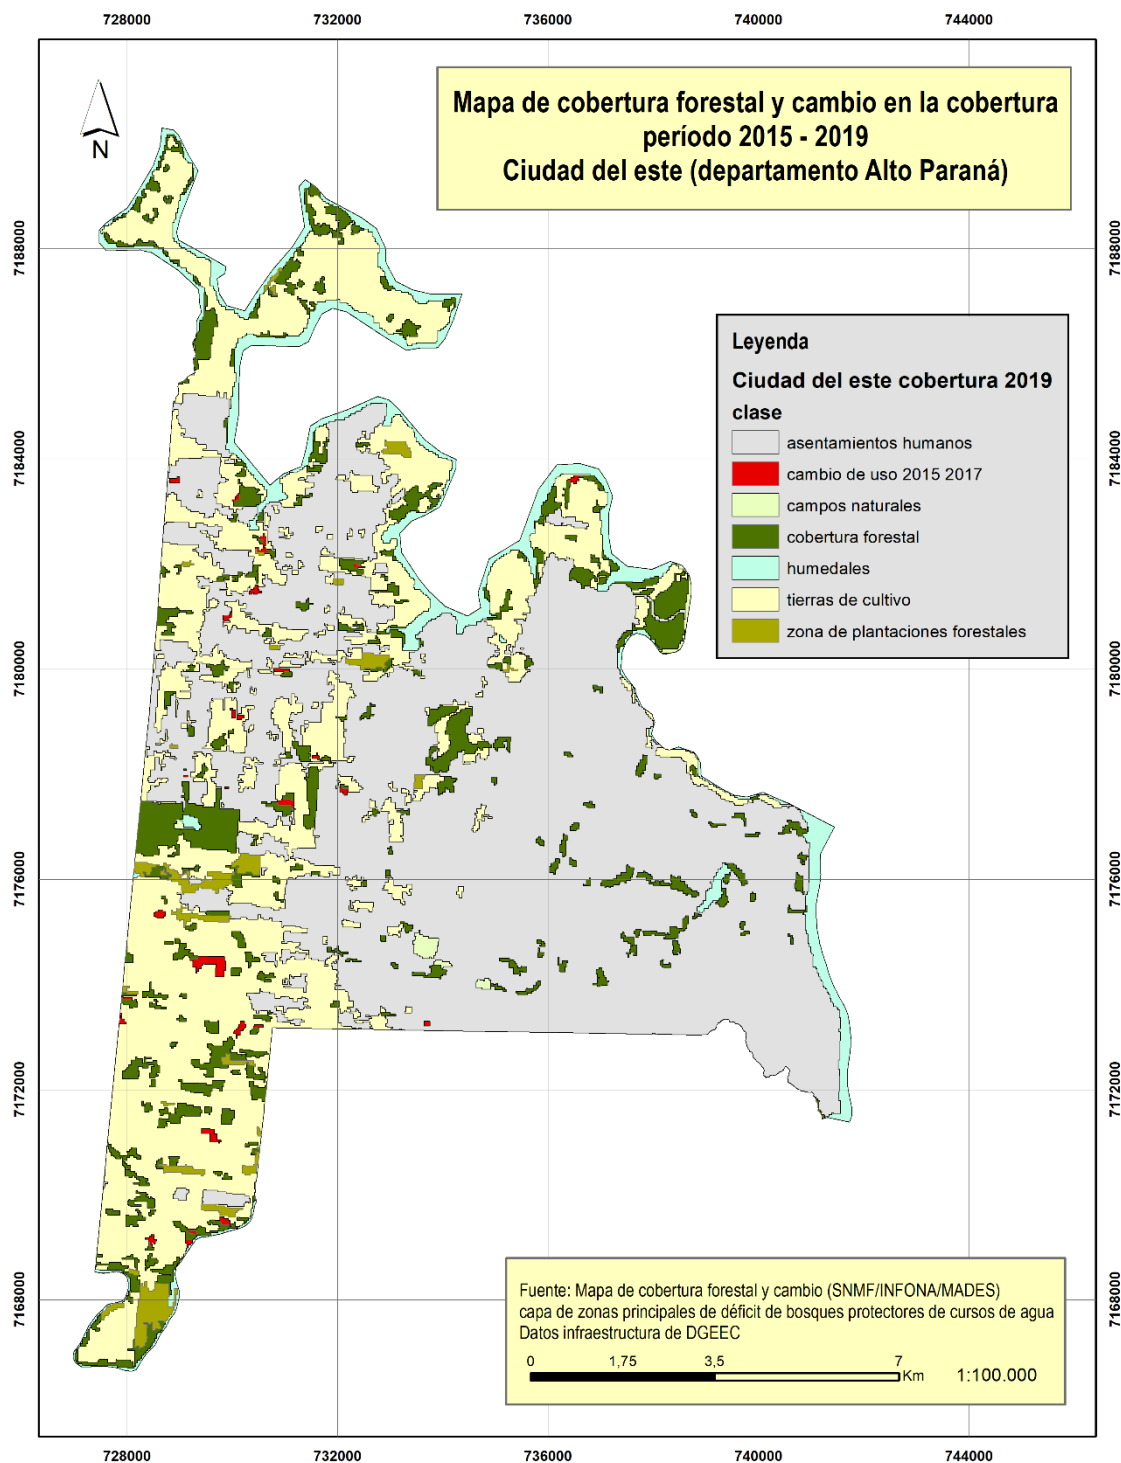 728000 732000 736000 740000 744000
N
Mapa de cobertura forestal y cambio en la cobertura
período 2015 - 2019
Ciudad del este (departamento Alto Paraná)
7188000 7188000
Leyenda
Ciudad del este cobertura 2019
clase
asentamientos humanos
cambio de uso 2015 2017
campos naturales
cobertura forestal
humedales
tierras de cultivo
zona de plantaciones forestales
7184000 7184000
7180000 7180000
7176000 7176000
7172000 7172000
7168000 7168000
Fuente: Mapa de cobertura forestal y cambio (SNMF/INFONA/MADES)
capa de zonas principales de déficit de bosques protectores de cursos de agua
Datos infraestructura de DGEEC
0 1,75 3,5 7
Km 1:100.000
728000 732000 736000 740000 744000